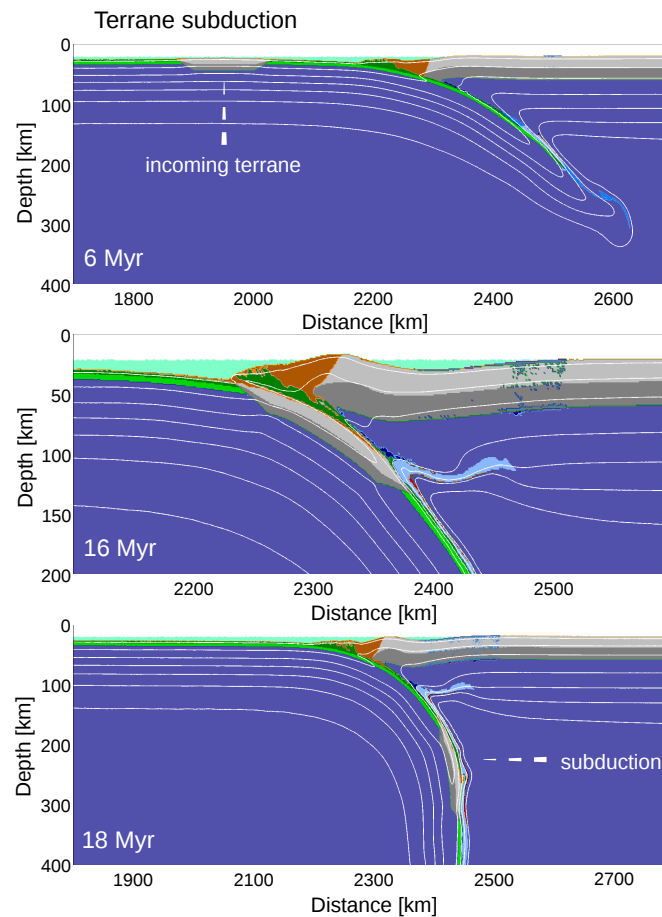 Terrane subduction
0
100
200
300
400
Depth [km]
incoming terrane
6 Myr
1800 2000 2200 2400 2600
Distance [km]
0
50
100
150
200
Depth [km]
16 Myr
2200 2300 2400 2500
Distance [km]
0
100
200
300
400
Depth [km]
subduction
18 Myr
1900 2100 2300 2500 2700
Distance [km]